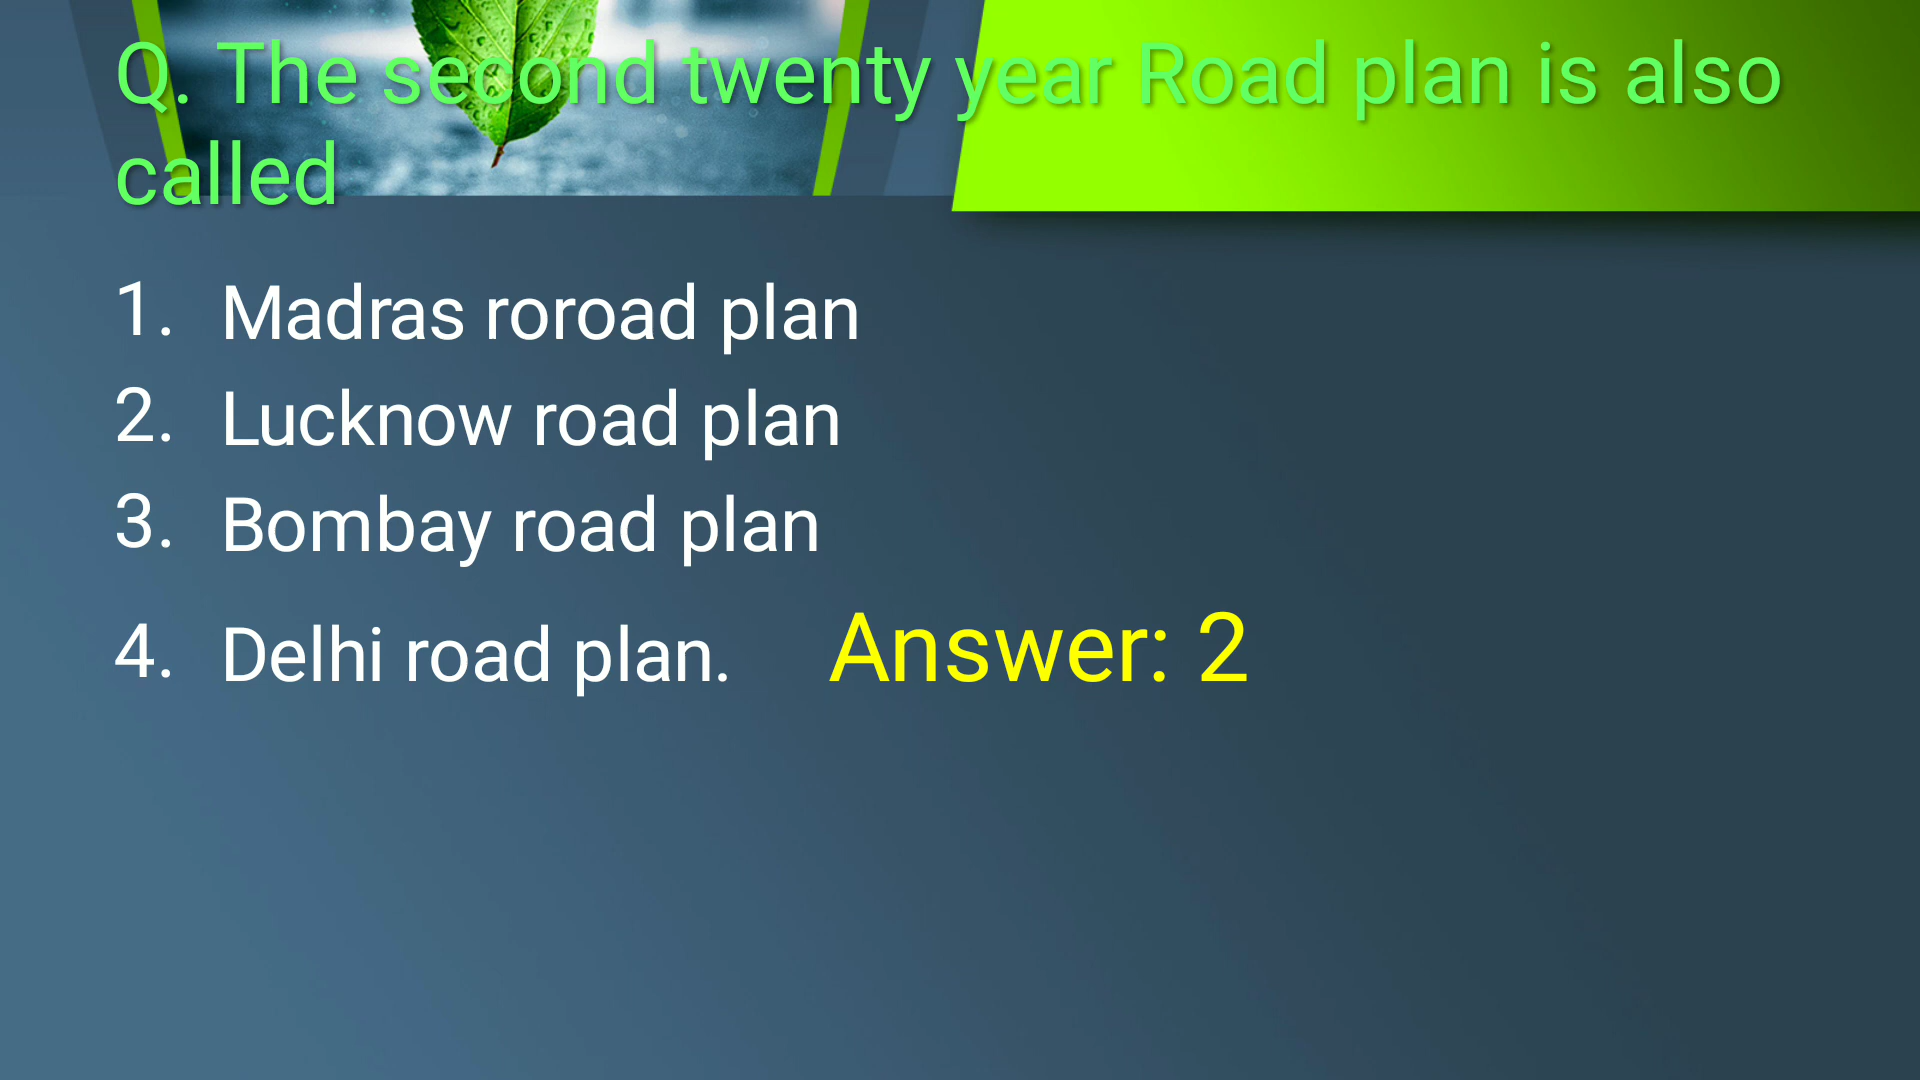 Q. The second twenty year Road plan is also
called
1. Madras roroad plan
2. Lucknow road plan
3. Bombay road plan
4. Delhi road plan. Answer: 2